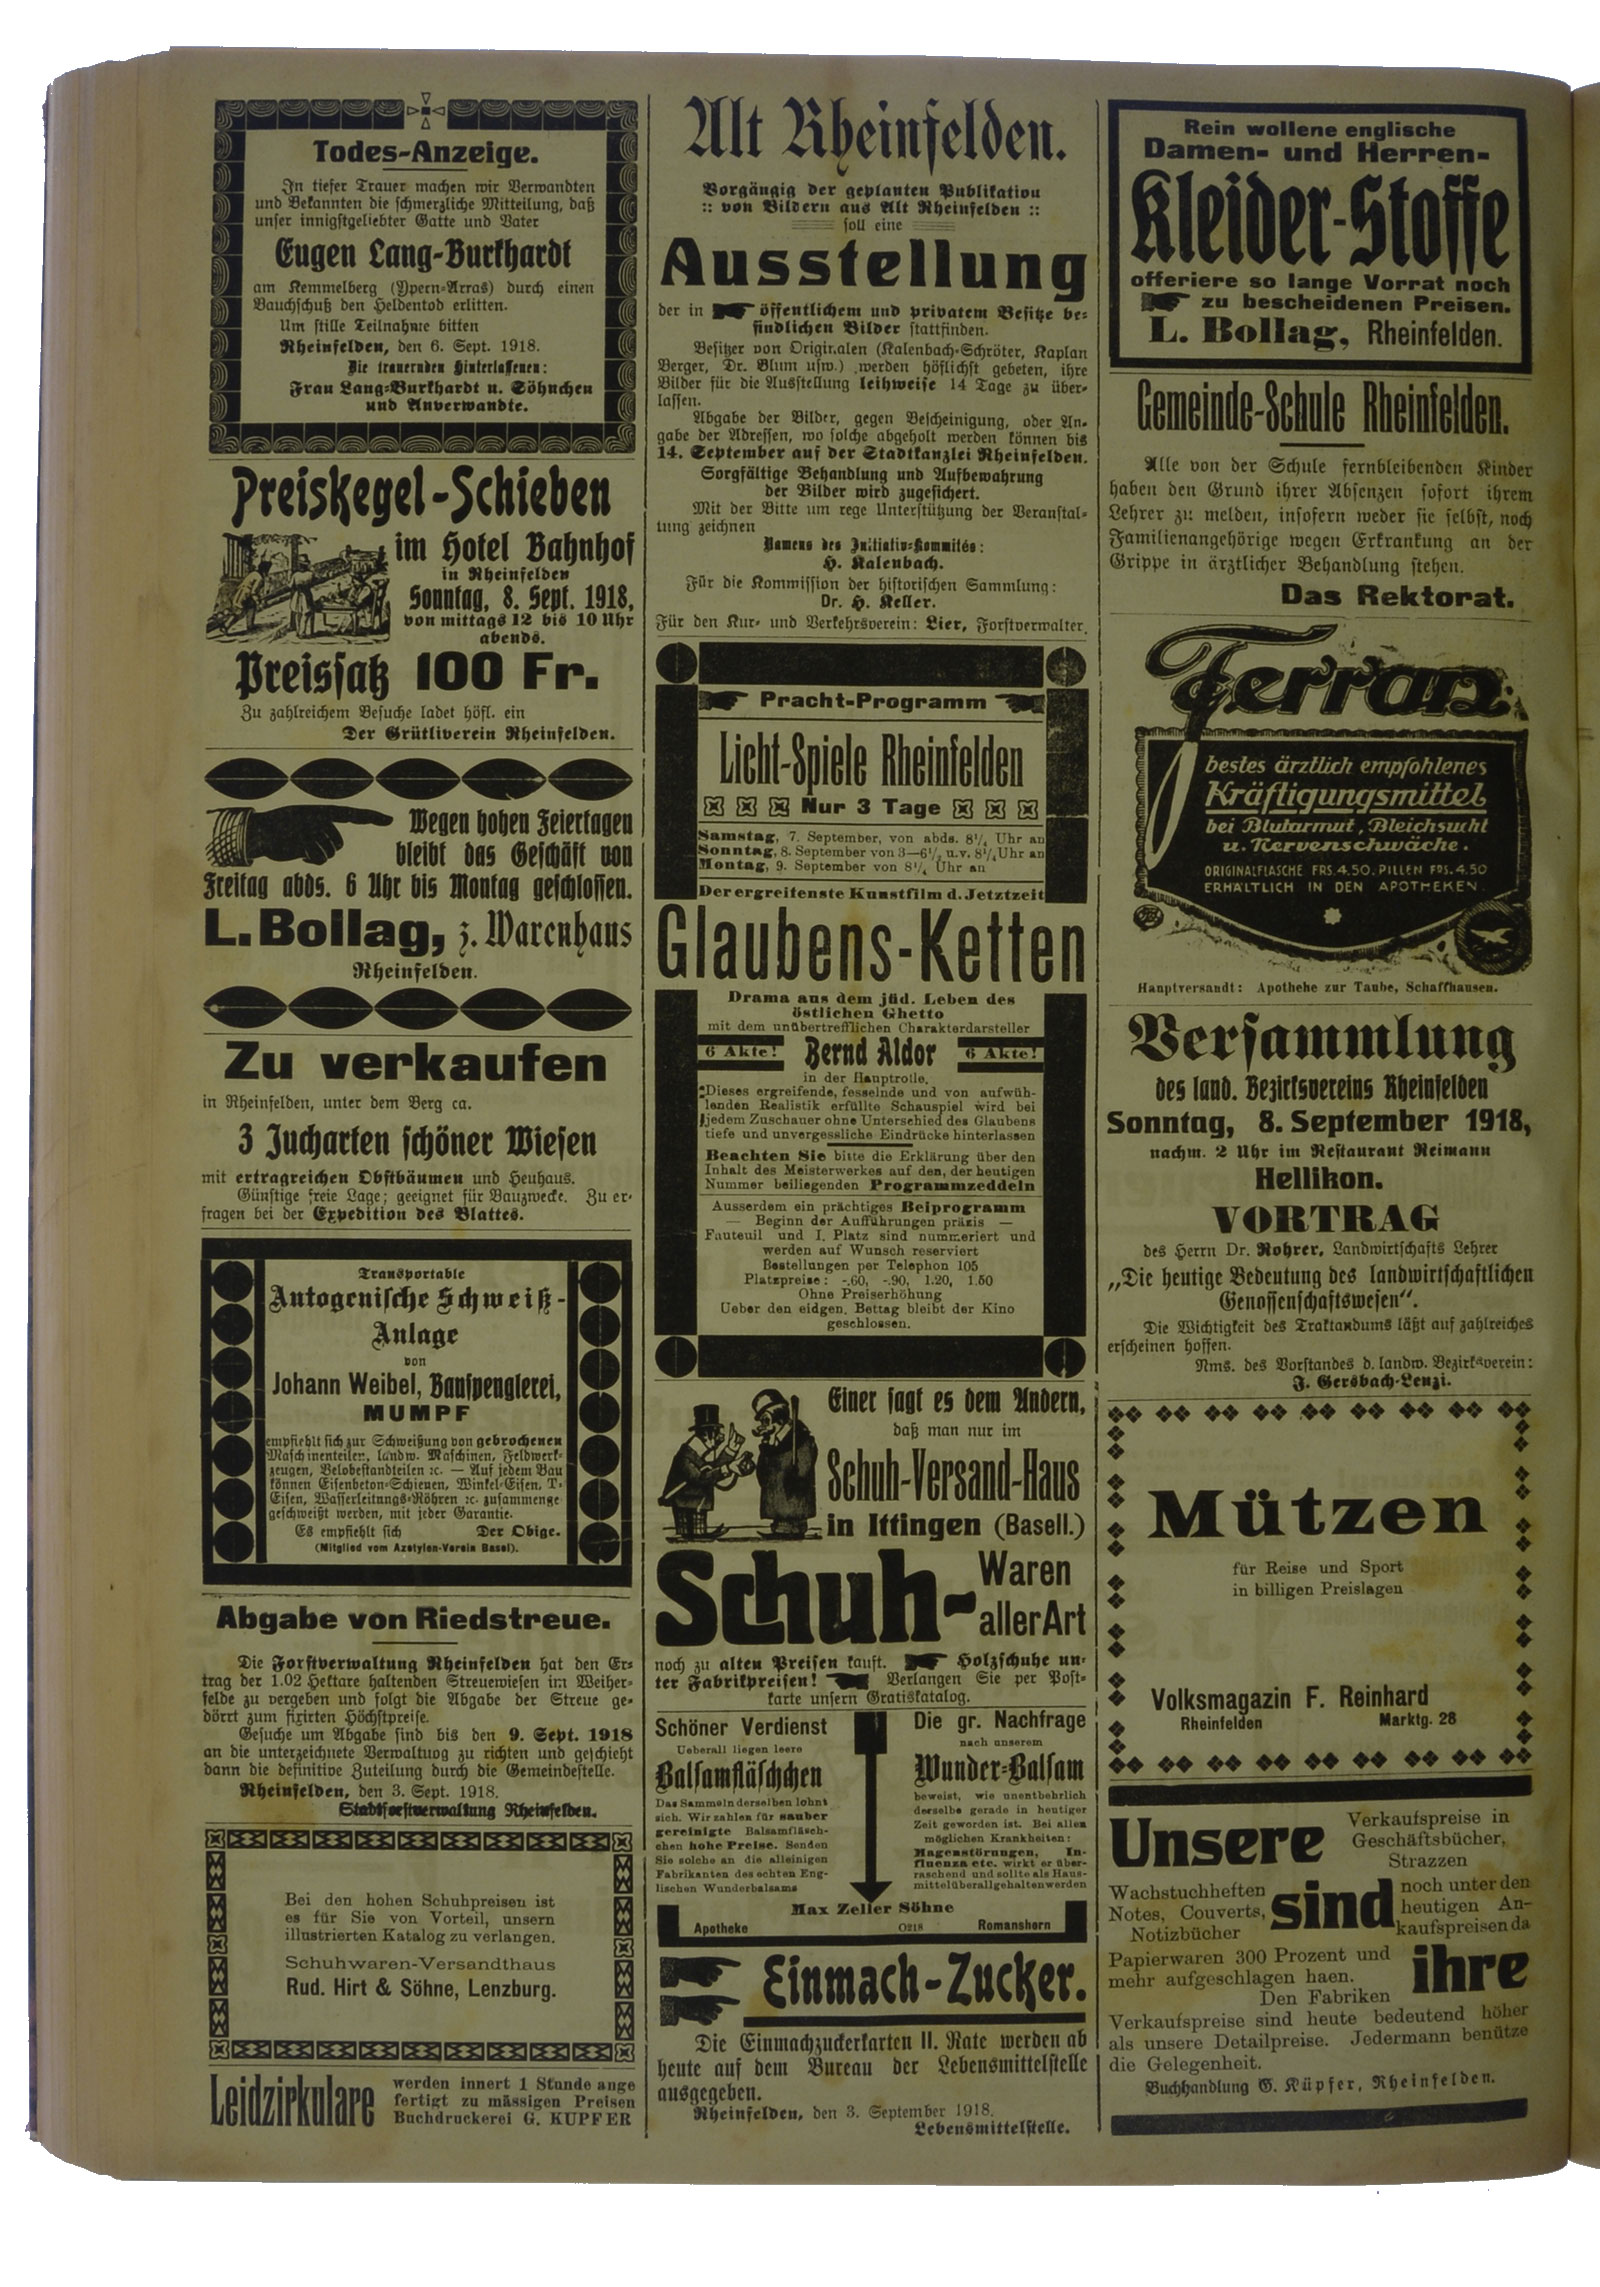 Todes-Anzeige.
In tiefer Trauer machen wir Verwandten
und Bekannten die schmerzliche Mitteilung, daß
unser innigstgeliebter Gatte und Vater
Eugen Lang-Burkhardt
am Kemmelberg (Ypern-Arras) durch einen
Bauchschuß den Heldentod erlitten.
Um stille Teilnahme bitten
Rheinfelden, den 6. Sept. 1918.
Die trauernden Hinterlassenen:
Frau Lang-Burkhardt u. Söhnchen
und Anverwandte.
Preiskegel-Schieben
im Hotel Bahnhof
in Rheinfelden
Sonntag, 8. Sept. 1918,
von mittags 12 bis 10 Uhr
abends.
Preissatz 100 Fr.
Zu zahlreichem Besuche ladet höfl. ein
Der Grütliverein Rheinfelden.
Wegen hohen Feiertagen
bleibt das Geschäft von
Freitag abds. 6 Uhr bis Montag geschlossen.
L. Bollag, z. Warenhaus
Rheinfelden.
Zu verkaufen
in Rheinfelden, unter dem Berg ca.
3 Jucharten schöner Wiesen
mit ertragreichen Obstbäumen und Heuhaus.
Günstige freie Lage; geeignet für Bauzwecke. Zu er-
fragen bei der Expedition des Blattes.
Transportable
Autogenische Schweiß-
Anlage
von
Johann Weibel, Bauspenglerei,
MUMPF
empfiehlt sich zur Schweißung von gebrochenen
Maschinenteilen, landw. Maschinen, Feldwerk-
zeugen, Velobestandteilen :c. — Auf jedem Bau
können Eisenbeton-Schienen, Winkel-Eisen, T-
Eisen, Wasserleitungs-Röhren :c. zusammenge
geschweißt werden, mit jeder Garantie.
Es empfiehlt sich Der Obige.
(Mitglied vom Azetylen-Verein Basel).
Abgabe von Riedstreue.
Die Forstverwaltung Rheinfelden hat den Er-
trag der 1.02 Hektare haltenden Streuewiesen im Weiher-
felde zu vergeben und folgt die Abgabe der Streue ge-
dörrt zum fixirten Höchstpreise.
Gesuche um Abgabe sind bis den 9. Sept. 1918
an die unterzeichnete Verwaltung zu richten und geschieht
dann die definitive Zuteilung durch die Gemeindestelle.
Rheinfelden, den 3. Sept. 1918.
Stadtforstverwaltung Rheinfelden.
Bei den hohen Schuhpreisen ist
es für Sie von Vorteil, unsern
illustrierten Katalog zu verlangen.
Schuhwaren-Versandthaus
Rud. Hirt & Söhne, Lenzburg.
Leidzirkulare
werden innert 1 Stunde ange
fertigt zu mässigen Preisen
Buchdruckerei G. KUPFER
Alt Rheinfelden.
Vorgängig der geplanten Publikation
:: von Bildern aus Alt Rheinfelden ::
soll eine
Ausstellung
der in öffentlichem und privatem Besitze be-
findlichen Bilder stattfinden.
Besitzer von Originalen (Kalenbach-Schröter, Kaplan
Berger, Dr. Blum usw.) werden höflichst gebeten, ihre
Bilder für die Ausstellung leihweise 14 Tage zu über-
lassen.
Abgabe der Bilder, gegen Bescheinigung, oder An-
gabe der Adressen, wo solche abgeholt werden können bis
14. September auf der Stadtkanzlei Rheinfelden.
Sorgfältige Behandlung und Aufbewahrung
der Bilder wird zugesichert.
Mit der Bitte um rege Unterstützung der Veranstal-
tung zeichnen
Namens des Initiativ-Kommités:
H. Kalenbach.
Für die Kommission der historischen Sammlung:
Dr. H. Keller.
Für den Kur- und Verkehrsverein: Lier, Forstverwalter.
Pracht-Programm
Licht-Spiele Rheinfelden
Nur 3 Tage
Samstag, 7. September, von abds. 8¼ Uhr an
Sonntag, 8. September von 3—6½ u. v. 8¼ Uhr an
Montag, 9. September von 8¼ Uhr an
Der ergreifenste Kunstfilm d. Jetztzeit
Glaubens-Ketten
Drama aus dem jüd. Leben des
östlichen Ghetto
mit dem unübertrefflichen Charakterdarsteller
6 Akte! Bernd Aldor 6 Akte!
in der Hauptrolle.
Dieses ergreifende, fesselnde und von aufwüh-
lenden Realistik erfüllte Schauspiel wird bei
jedem Zuschauer ohne Unterschied des Glaubens
tiefe und unvergessliche Eindrücke hinterlassen
Beachten Sie bitte die Erklärung über den
Inhalt des Meisterwerkes auf den, der heutigen
Nummer beiliegenden Programmzeddeln
Ausserdem ein prächtiges Beiprogramm
— Beginn der Aufführungen präzis —
Fauteuil und I. Platz sind nummeriert und
werden auf Wunsch reserviert
Bestellungen per Telephon 105
Platzpreise: -.60, -.90, 1.20, 1.50
Ohne Preiserhöhung
Ueber den eidgen. Bettag bleibt der Kino
geschlossen.
Einer sagt es dem Andern,
daß man nur im
Schuh-Versand-Haus
in Ittingen (Basell.)
Schuh-Waren
aller Art
noch zu alten Preisen kauft. Holzschuhe un-
ter Fabrikpreisen! Verlangen Sie per Post-
karte unsern Gratiskatalog.
Schöner Verdienst
Ueberall liegen leere
Balsamfläschchen
Das Sammeln derselben lohnt
sich. Wir zahlen für sauber
gereinigte Balsamfläsch-
chen hohe Preise. Senden
Sie solche an die alleinigen
Fabrikanten des echten Eng-
lischen Wunderbalsams
Die gr. Nachfrage
nach unserem
Wunder-Balsam
beweist, wie unentbehrlich
derselbe gerade in heutiger
Zeit geworden ist. Bei allen
möglichen Krankheiten:
Magenstörungen, In-
fluenza etc. wirkt er über-
raschend und sollte als Haus-
mittel überall gehalten werden
Max Zeller Söhne
Apotheke O218 Romanshorn
Einmach-Zucker.
Die Einmachzuckerkarten II. Rate werden ab
heute auf dem Bureau der Lebensmittelstelle
ausgegeben.
Rheinfelden, den 3. September 1918.
Lebensmittelstelle.
Rein wollene englische
Damen- und Herren-
Kleider-Stoffe
offeriere so lange Vorrat noch
zu bescheidenen Preisen.
L. Bollag, Rheinfelden.
Gemeinde-Schule Rheinfelden.
Alle von der Schule fernbleibenden Kinder
haben den Grund ihrer Absenzen sofort ihrem
Lehrer zu melden, insofern weder sie selbst, noch
Familienangehörige wegen Erkrankung an der
Grippe in ärztlicher Behandlung stehen.
Das Rektorat.
Ferran
bestes ärztlich empfohlenes
Kräftigungsmittel
bei Blutarmut, Bleichsucht
u. Nervenschwäche.
ORIGINALFLASCHE FRS. 4.50. PILLEN FRS. 4.50
ERHÄLTLICH IN DEN APOTHEKEN.
Hauptversandt: Apotheke zur Taube, Schaffhausen.
Versammlung
des land. Bezirksvereins Rheinfelden
Sonntag, 8. September 1918,
nachm. 2 Uhr im Restaurant Reimann
Hellikon.
VORTRAG
des Herrn Dr. Rohrer, Landwirtschafts Lehrer
„Die heutige Bedeutung des landwirtschaftlichen
Genossenschaftswesen“.
Die Wichtigkeit des Traktandums läßt auf zahlreiches
erscheinen hoffen.
Nms. des Vorstandes d. landw. Bezirksverein:
J. Gersbach-Lenzi.
Mützen
für Reise und Sport
in billigen Preislagen
Volksmagazin F. Reinhard
Rheinfelden Marktg. 28
Unsere Verkaufspreise in
Geschäftsbücher,
Strazzen
Wachstuchheften
Notes, Couverts,
Notizbücher
sind
noch unter den
heutigen An-
kaufspreisen da
Papierwaren 300 Prozent und
mehr aufgeschlagen haen.
Den Fabriken ihre
Verkaufspreise sind heute bedeutend höher
als unsere Detailpreise. Jedermann benütze
die Gelegenheit.
Buchhandlung G. Küpfer, Rheinfelden.